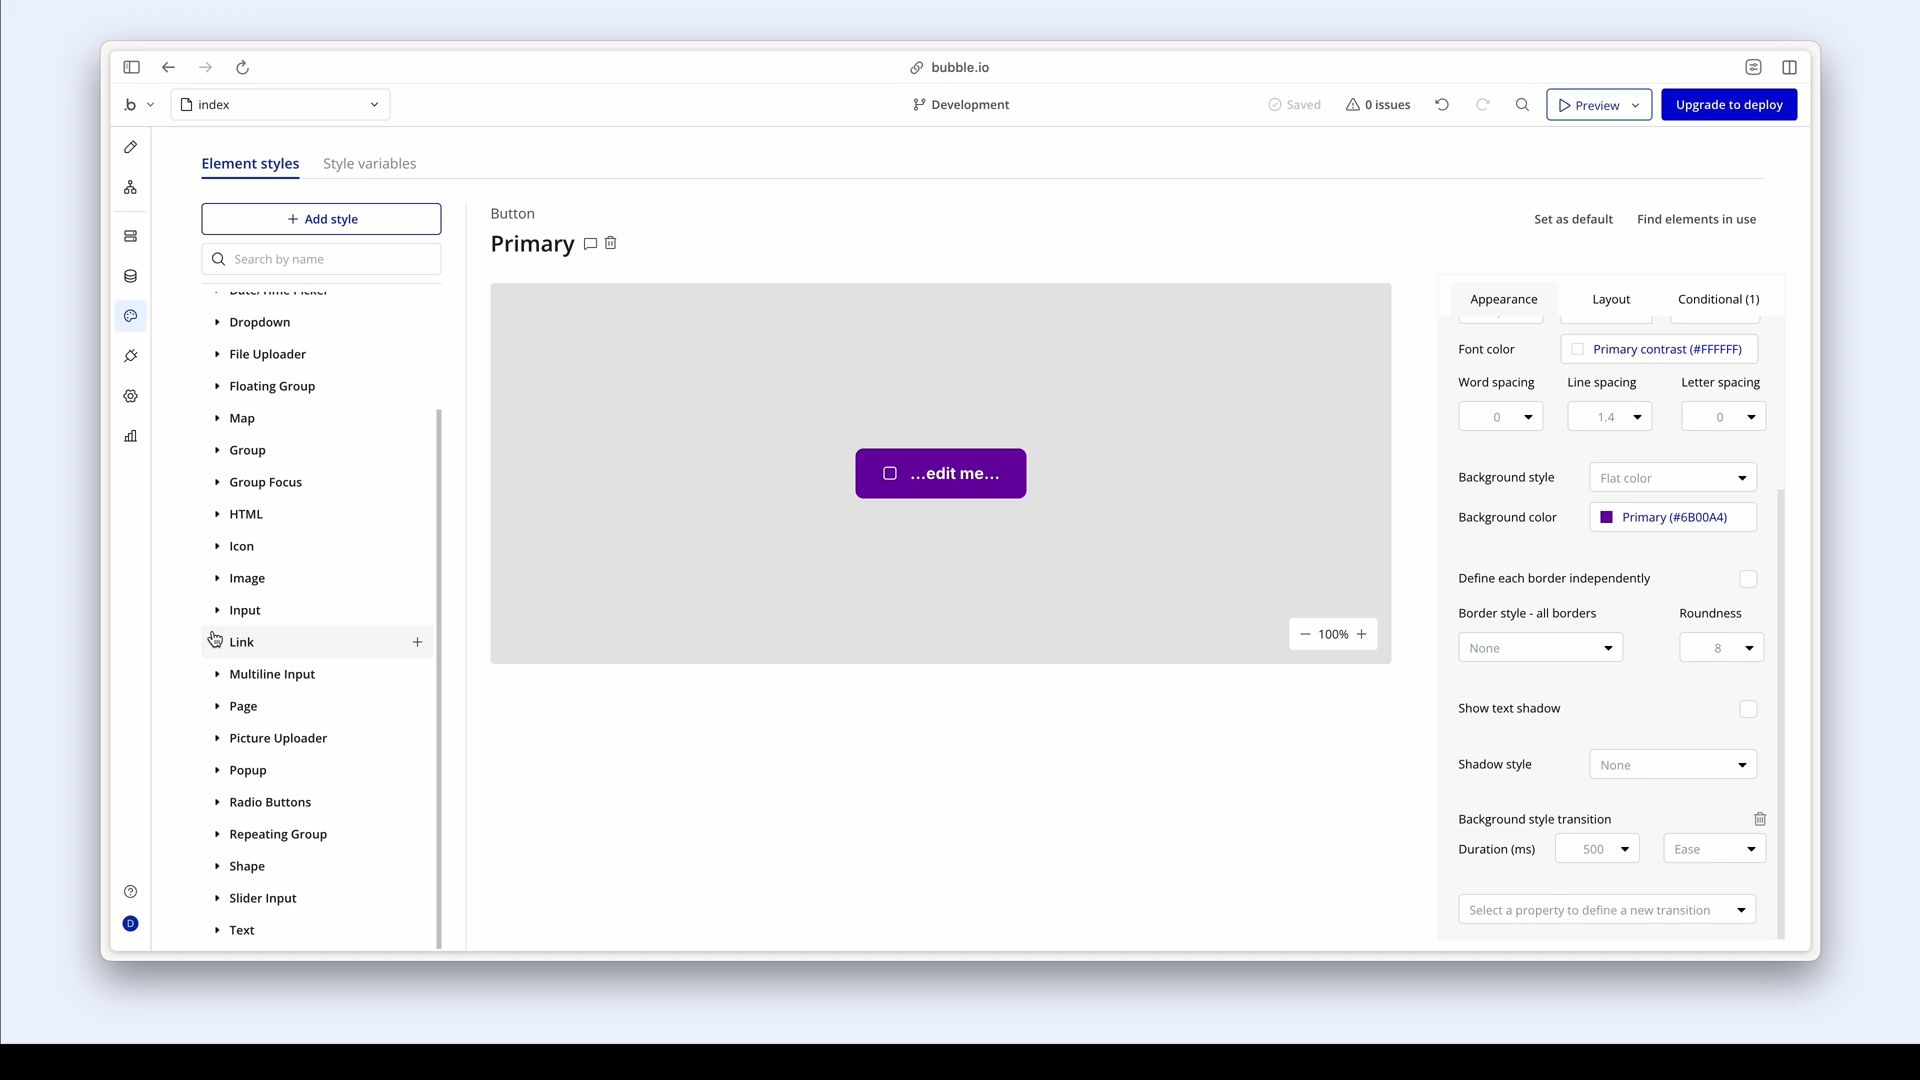 bubble.io
.b
index
Development
Saved
0 issues
Preview
Upgrade to deploy
Element styles
Style variables
+ Add style
Search by name
Date/Time Picker
Dropdown
File Uploader
Floating Group
Map
Group
Group Focus
HTML
Icon
Image
Input
Link
Multiline Input
Page
Picture Uploader
Popup
Radio Buttons
Repeating Group
Shape
Slider Input
Text
D
Button
Primary
Set as default
Find elements in use
...edit me...
100%
Appearance
Layout
Conditional (1)
Font color
Primary contrast (#FFFFFF)
Word spacing
Line spacing
Letter spacing
0
1.4
0
Background style
Flat color
Background color
Primary (#6B00A4)
Define each border independently
Border style - all borders
Roundness
None
8
Show text shadow
Shadow style
None
Background style transition
Duration (ms)
500
Ease
Select a property to define a new transition